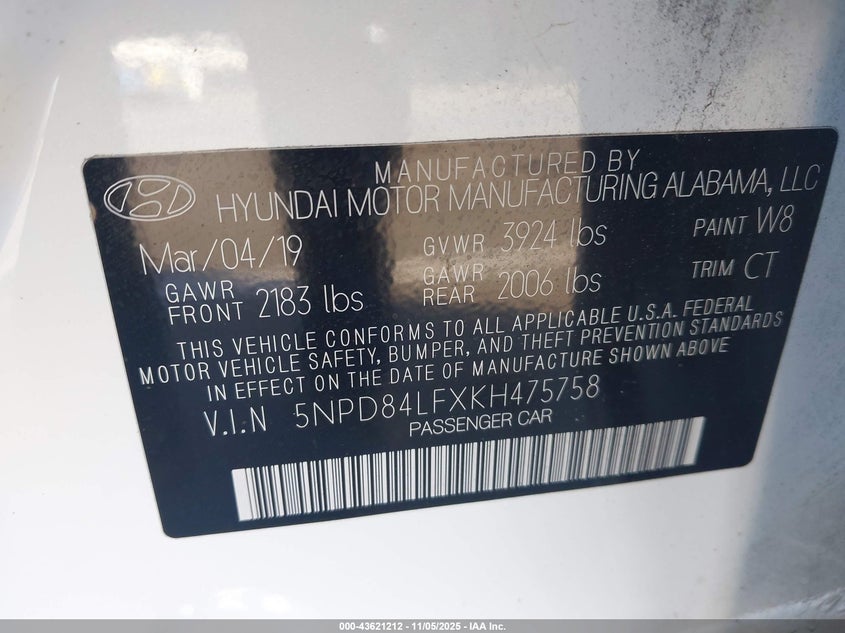 MANUFACTURED BY
HYUNDAI MOTOR MANUFACTURING ALABAMA, LLC
Mar/04/19 GVWR 3924 lbs PAINT W8
GAWR FRONT 2183 lbs GAWR REAR 2006 lbs TRIM CT
THIS VEHICLE CONFORMS TO ALL APPLICABLE U.S.A. FEDERAL
MOTOR VEHICLE SAFETY, BUMPER, AND THEFT PREVENTION STANDARDS
IN EFFECT ON THE DATE OF MANUFACTURE SHOWN ABOVE
V.I.N 5NPD84LFXKH475758
PASSENGER CAR
000-43621212 - 11/05/2025 - IAA Inc.